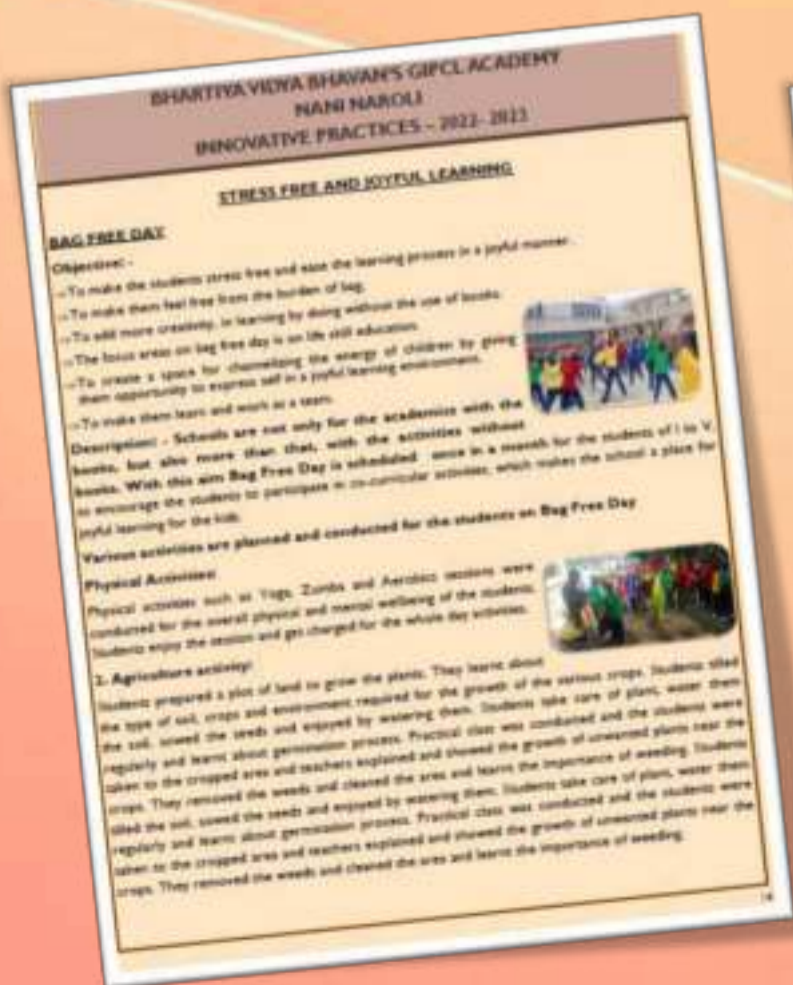 BHARTIYA VIDYA BHAVAN'S GIPCL ACADEMY
NANI NAROLI
INNOVATIVE PRACTICES – 2022- 2023
STRESS FREE AND JOYFUL LEARNING
BAG FREE DAY
Objective: -
→To make the students stress free and ease the learning process in a joyful manner .
→To make them feel free from the burden of bag.
→To add more creativity, in learning by doing without the use of books.
→The focus areas on bag free day is on life skill education.
→To create a space for channelizing the energy of children by giving
them opportunity to express self in a joyful learning environment.
→To make them learn and work as a team.
Description: - Schools are not only for the academics with the
books, but also more than that, with the activities without
books. With this aim Bag Free Day is scheduled once in a month for the students of I to V,
to encourage the students to participate in co-curricular activities, which makes the school a place for
joyful learning for the kids.
Various activities are planned and conducted for the students on Bag Free Day
Physical Activities:
Physical activities such as Yoga, Zumba and Aerobics sessions were
conducted for the overall physical and mental wellbeing of the students.
Students enjoy the session and get charged for the whole day activities.
2. Agriculture activity:
Students prepared a plot of land to grow the plants. They learnt about
the type of soil, crops and environment required for the growth of the various crops. Students tilled
the soil, sowed the seeds and enjoyed by watering them. Students take care of plant, water them
regularly and learnt about germination process. Practical class was conducted and the students were
taken to the cropped area and teachers explained and showed the growth of unwanted plants near the
crops. They removed the weeds and cleaned the area and learnt the importance of weeding. Students
tilled the soil, sowed the seeds and enjoyed by watering them. Students take care of plant, water them
regularly and learnt about germination process. Practical class was conducted and the students were
taken to the cropped area and teachers explained and showed the growth of unwanted plants near the
crops. They removed the weeds and cleaned the area and learnt the importance of weeding.